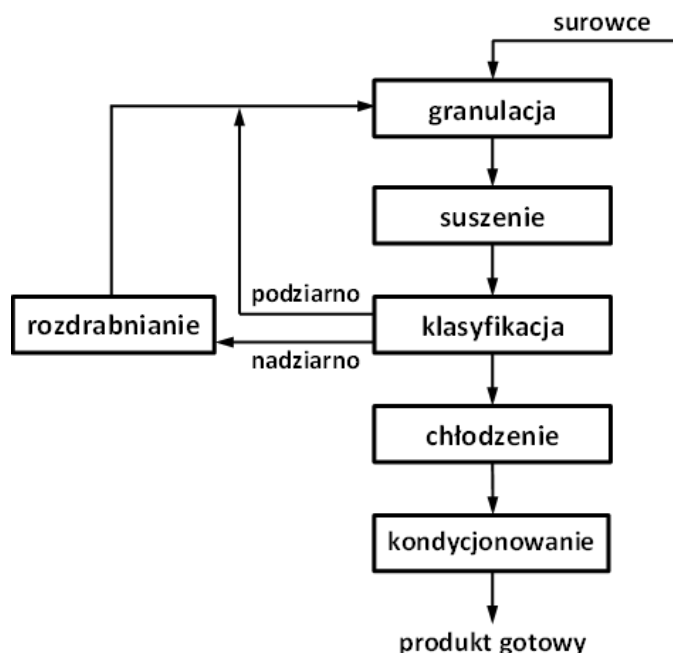 surowce
granulacja
suszenie
podziarno
rozdrabnianie
klasyfikacja
nadziarno
chłodzenie
kondycjonowanie
produkt gotowy